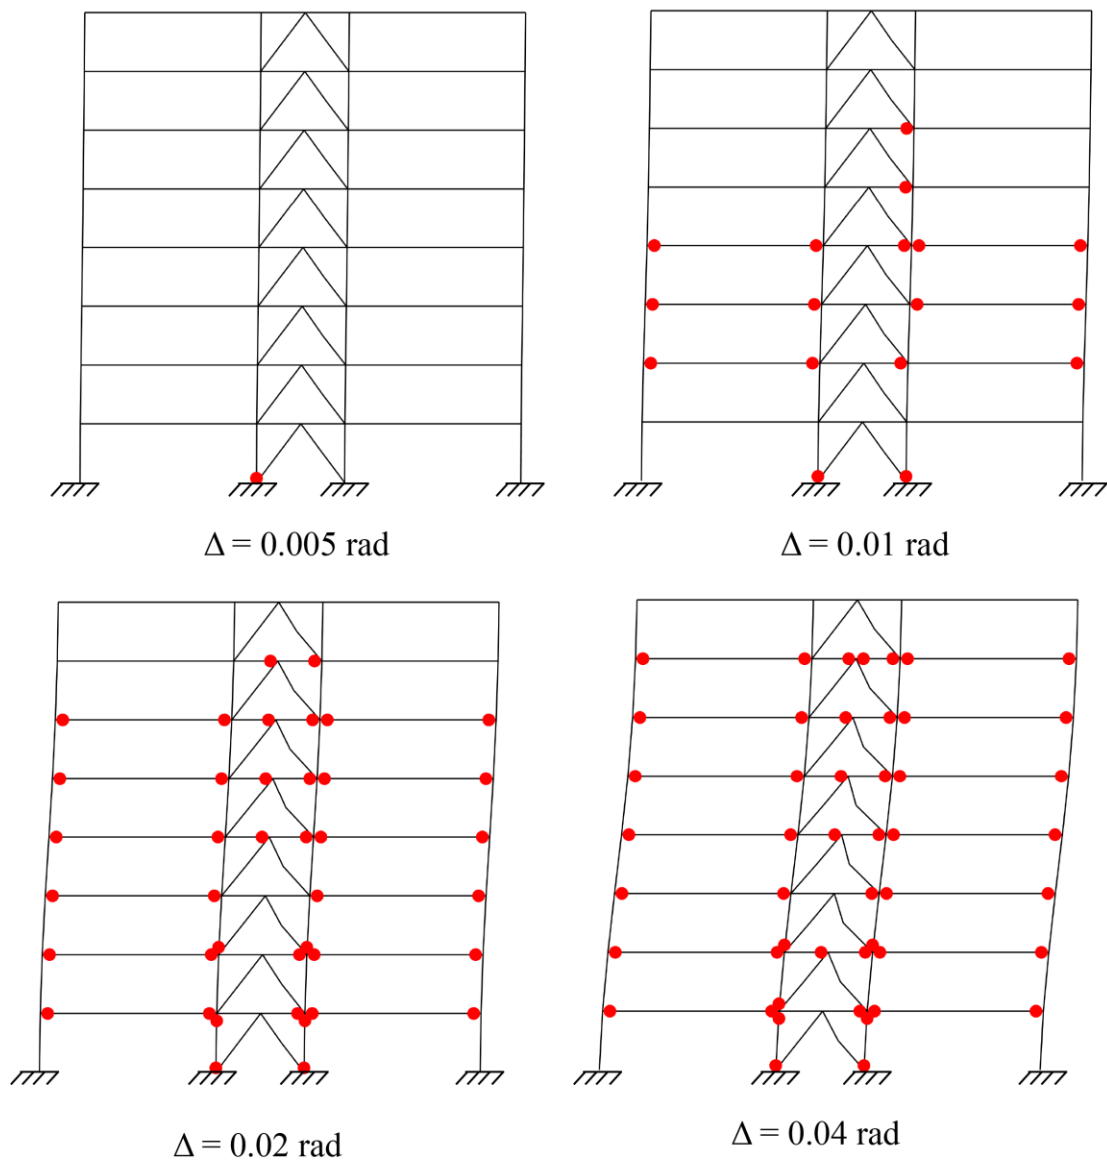 Δ = 0.005 rad
Δ = 0.01 rad
Δ = 0.02 rad
Δ = 0.04 rad